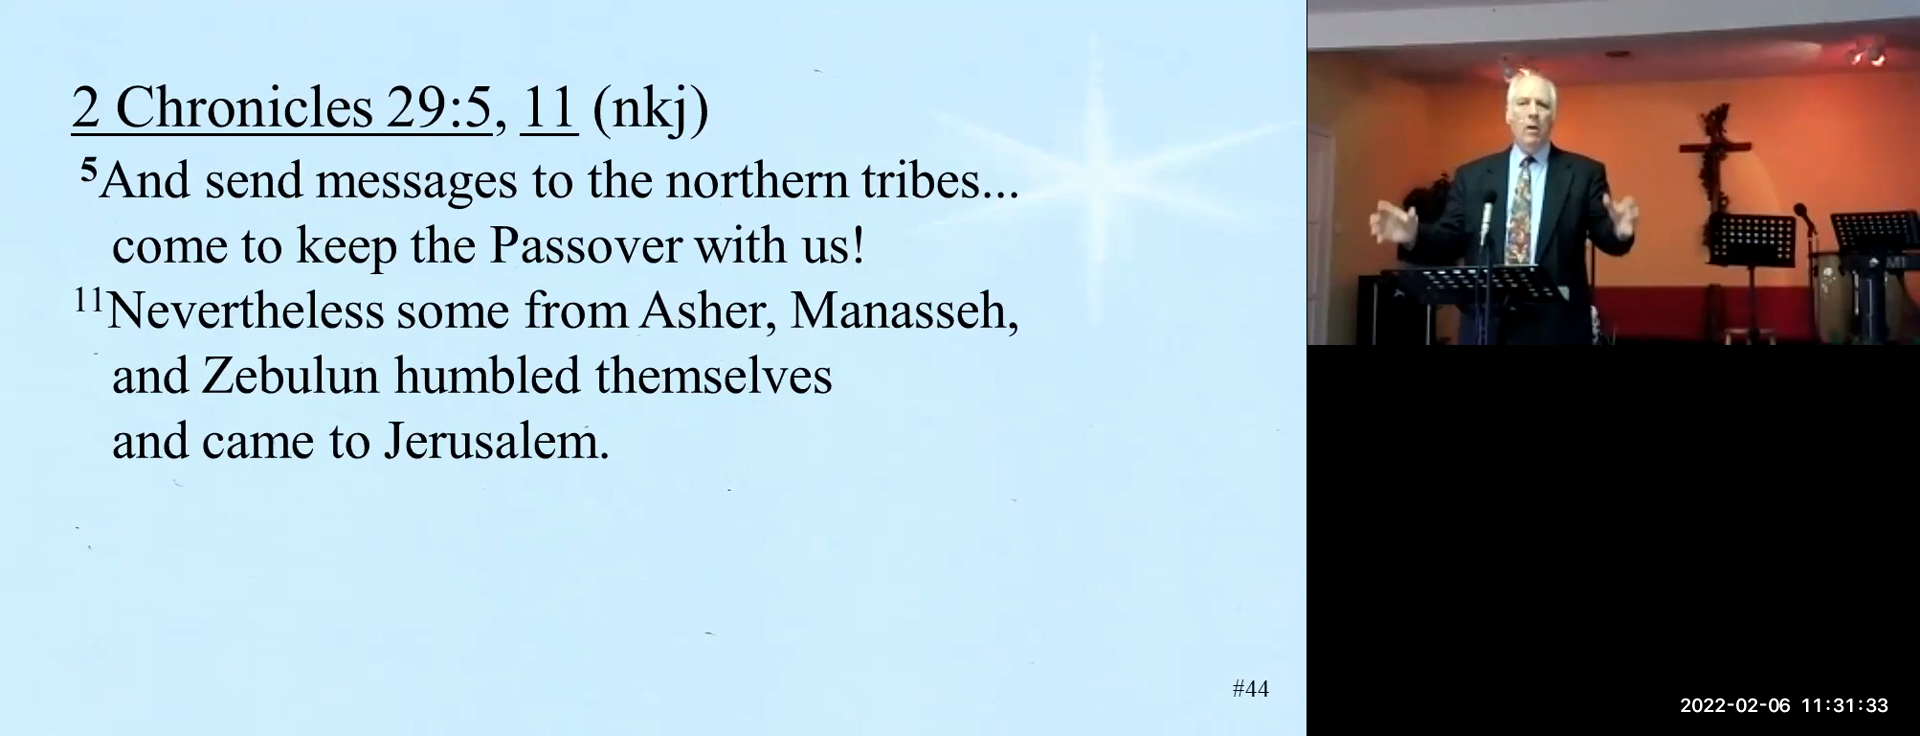 2 Chronicles 29:5, 11 (nkj)
5And send messages to the northern tribes...
come to keep the Passover with us!
11Nevertheless some from Asher, Manasseh,
and Zebulun humbled themselves
and came to Jerusalem.
#44
2022-02-06 11:31:33